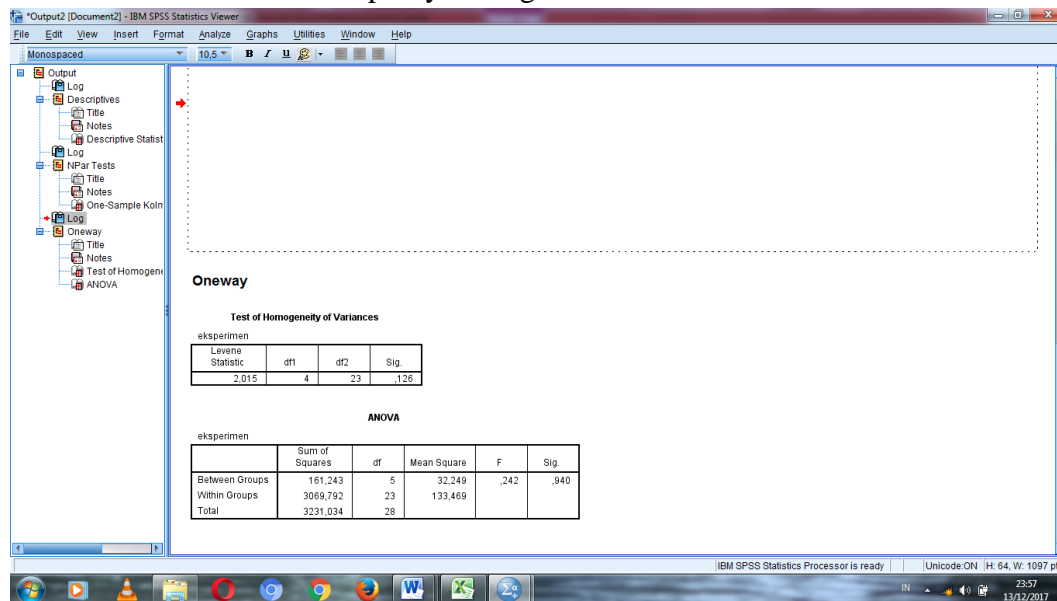 *Output2 [Document2] - IBM SPSS Statistics Viewer
File Edit View Insert Format Analyze Graphs Utilities Window Help
Monospaced 10,5 B I U
Output
Log
Descriptives
Title
Notes
Descriptive Statist
Log
NPar Tests
Title
Notes
One-Sample Koln
Log
Oneway
Title
Notes
Test of Homogene
ANOVA
Oneway
Test of Homogeneity of Variances
eksperimen
Levene Statistic df1 df2 Sig.
2,015 4 23 ,126
ANOVA
eksperimen
Sum of Squares df Mean Square F Sig.
Between Groups 161,243 5 32,249 ,242 ,940
Within Groups 3069,792 23 133,469
Total 3231,034 28
IBM SPSS Statistics Processor is ready Unicode:ON H: 64, W: 1097 pt
IN 23:57
13/12/2017